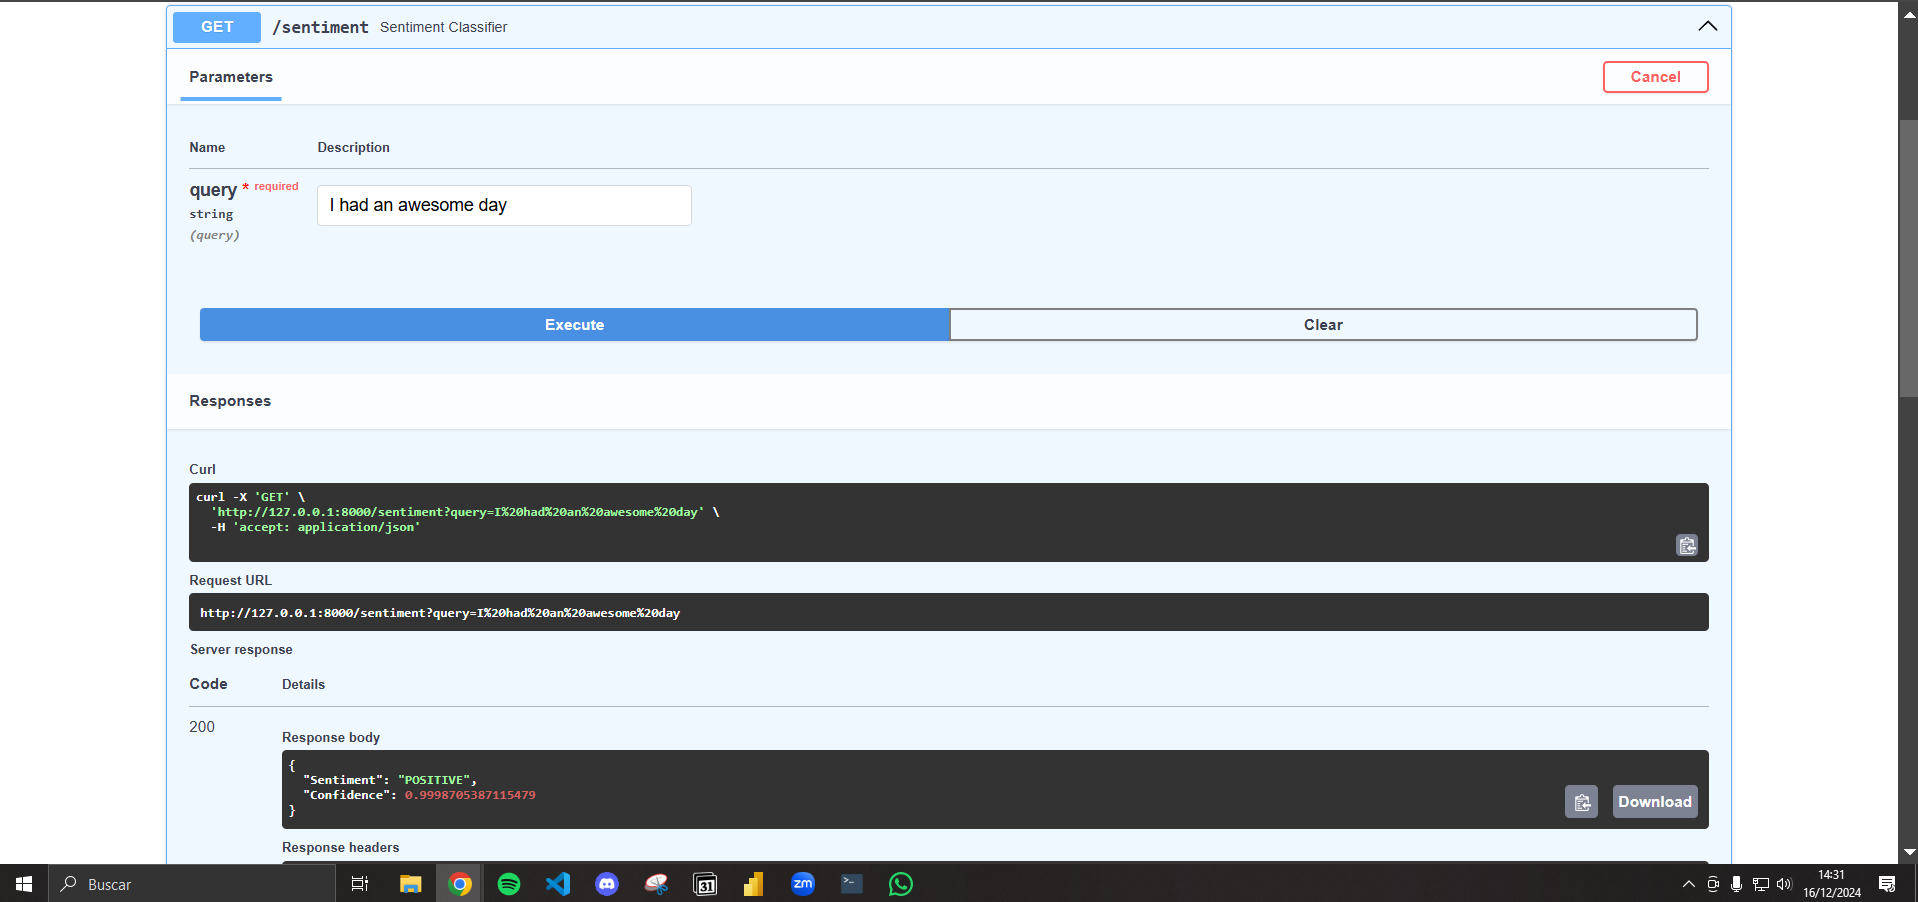 GET /sentiment Sentiment Classifier
Parameters
Cancel
Name Description
query * required
string
(query)
I had an awesome day
Execute Clear
Responses
Curl
curl -X 'GET' \
'http://127.0.0.1:8000/sentiment?query=I%20had%20an%20awesome%20day' \
-H 'accept: application/json'
Request URL
http://127.0.0.1:8000/sentiment?query=I%20had%20an%20awesome%20day
Server response
Code Details
200
Response body
{
"Sentiment": "POSITIVE",
"Confidence": 0.9998705387115479
}
Download
Response headers
Buscar
31
zm
14:31
16/12/2024